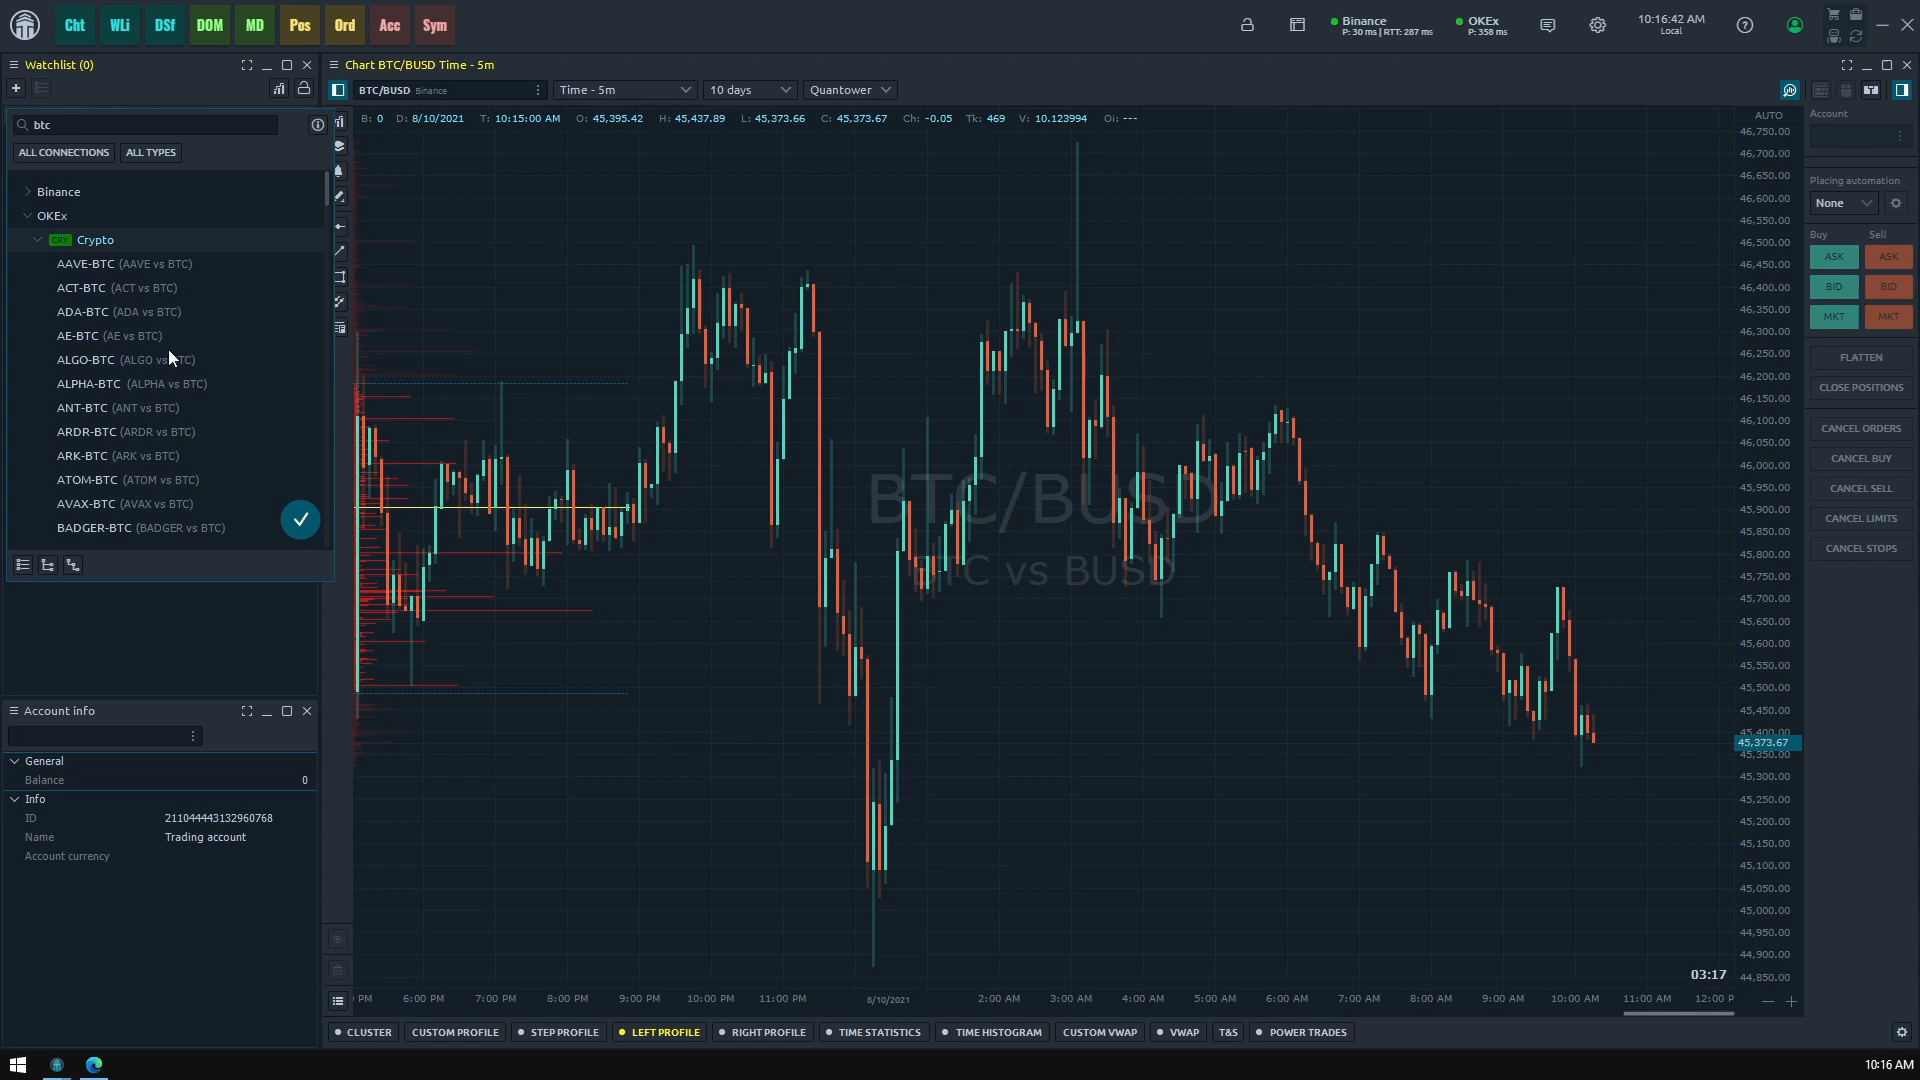 Cht WLi DSf DOM MD Pos Ord Acc Sym
Binance
P: 30 ms | RTT: 287 ms
OKEx
P: 358 ms
10:16:42 AM
Local
Watchlist (0)
Chart BTC/BUSD Time - 5m
BTC/BUSD Binance
Time - 5m
10 days
Quantower
btc
ALL CONNECTIONS
ALL TYPES
Binance
OKEx
CRY Crypto
AAVE-BTC (AAVE vs BTC)
ACT-BTC (ACT vs BTC)
ADA-BTC (ADA vs BTC)
AE-BTC (AE vs BTC)
ALGO-BTC (ALGO vs BTC)
ALPHA-BTC (ALPHA vs BTC)
ANT-BTC (ANT vs BTC)
ARDR-BTC (ARDR vs BTC)
ARK-BTC (ARK vs BTC)
ATOM-BTC (ATOM vs BTC)
AVAX-BTC (AVAX vs BTC)
BADGER-BTC (BADGER vs BTC)
Account info
General
Balance 0
Info
ID 211044443132960768
Name Trading account
Account currency
B: 0 D: 8/10/2021 T: 10:15:00 AM O: 45,395.42 H: 45,437.89 L: 45,373.66 C: 45,373.67 Ch: -0.05 Tk: 469 V: 10.123994 Oi: ---
BTC/BUSD
BTC vs BUSD
AUTO
46,750.00
46,700.00
46,650.00
46,600.00
46,550.00
46,500.00
46,450.00
46,400.00
46,350.00
46,300.00
46,250.00
46,200.00
46,150.00
46,100.00
46,050.00
46,000.00
45,950.00
45,900.00
45,850.00
45,800.00
45,750.00
45,700.00
45,650.00
45,600.00
45,550.00
45,500.00
45,450.00
45,400.00
45,373.67
45,350.00
45,300.00
45,250.00
45,200.00
45,150.00
45,100.00
45,050.00
45,000.00
44,950.00
44,900.00
44,850.00
03:17
PM 6:00 PM 7:00 PM 8:00 PM 9:00 PM 10:00 PM 11:00 PM 8/10/2021 2:00 AM 3:00 AM 4:00 AM 5:00 AM 6:00 AM 7:00 AM 8:00 AM 9:00 AM 10:00 AM 11:00 AM 12:00 P
CLUSTER CUSTOM PROFILE STEP PROFILE LEFT PROFILE RIGHT PROFILE TIME STATISTICS TIME HISTOGRAM CUSTOM VWAP VWAP T&S POWER TRADES
Account
Placing automation
None
Buy Sell
ASK ASK
BID BID
MKT MKT
FLATTEN
CLOSE POSITIONS
CANCEL ORDERS
CANCEL BUY
CANCEL SELL
CANCEL LIMITS
CANCEL STOPS
10:16 AM